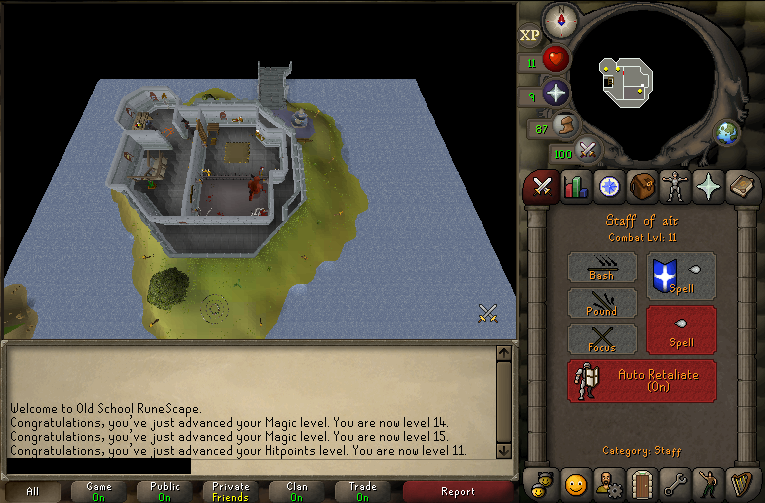 N
XP
11
9
87
100
Staff of air
Combat Lvl: 11
Bash
Spell
Pound
Spell
Focus
Auto Retaliate
(On)
Category: Staff
Welcome to Old School RuneScape.
Congratulations, you've just advanced your Magic level. You are now level 14.
Congratulations, you've just advanced your Magic level. You are now level 15.
Congratulations, you've just advanced your Hitpoints level. You are now level 11.
All
Game
On
Public
On
Private
Friends
Clan
On
Trade
On
Report